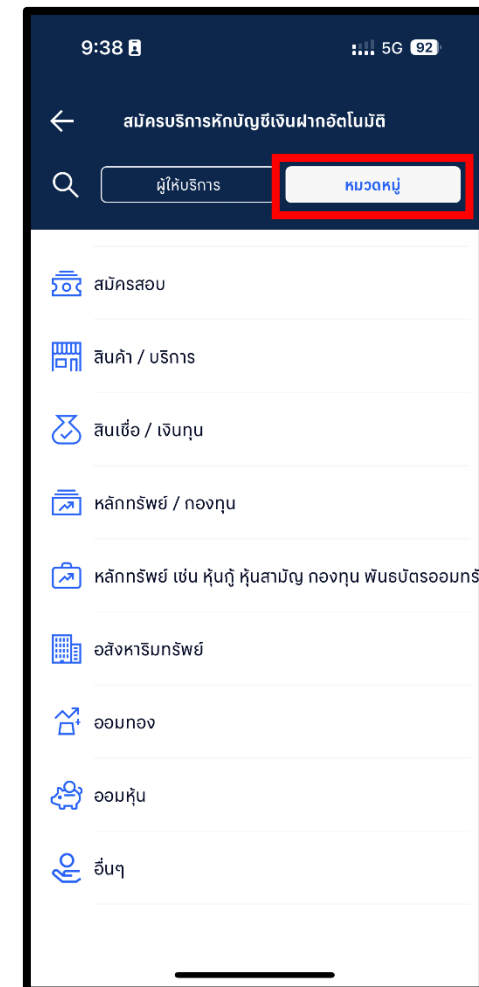 9:38 5G 92
สมัครบริการหักบัญชีเงินฝากอัตโนมัติ
ผู้ให้บริการ หมวดหมู่
สมัครสอบ
สินค้า / บริการ
สินเชื่อ / เงินทุน
หลักทรัพย์ / กองทุน
หลักทรัพย์ เช่น หุ้นกู้ หุ้นสามัญ กองทุน พันธบัตรออมทรั
อสังหาริมทรัพย์
ออมทอง
ออมหุ้น
อื่นๆ